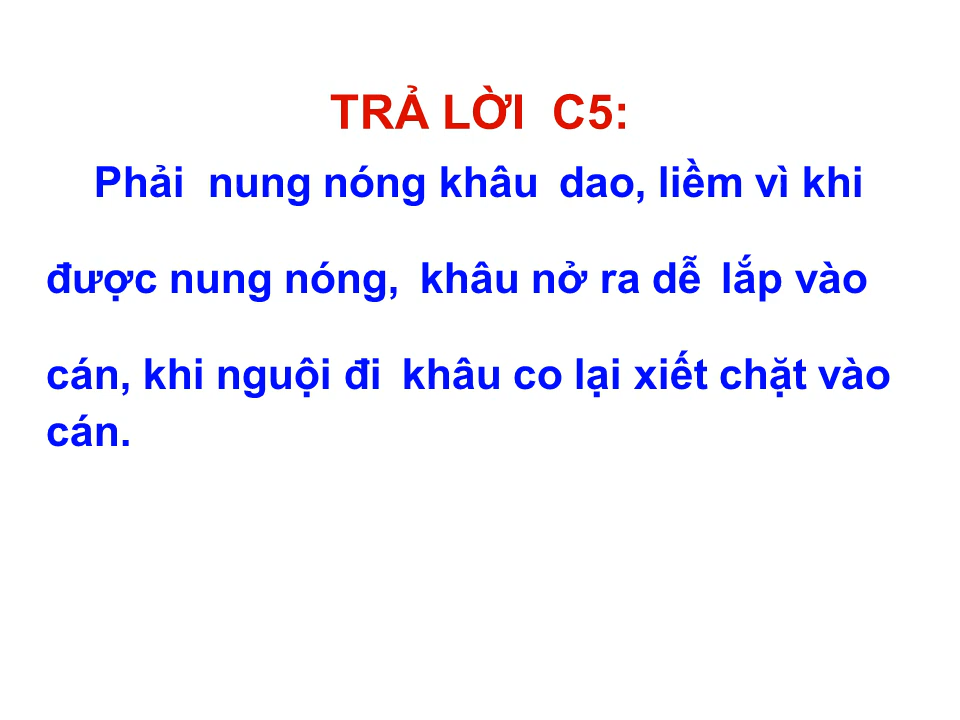 TRẢ LỜI C5:
Phải nung nóng khâu dao, liềm vì khi
được nung nóng, khâu nở ra dễ lắp vào
cán, khi nguội đi khâu co lại xiết chặt vào
cán.